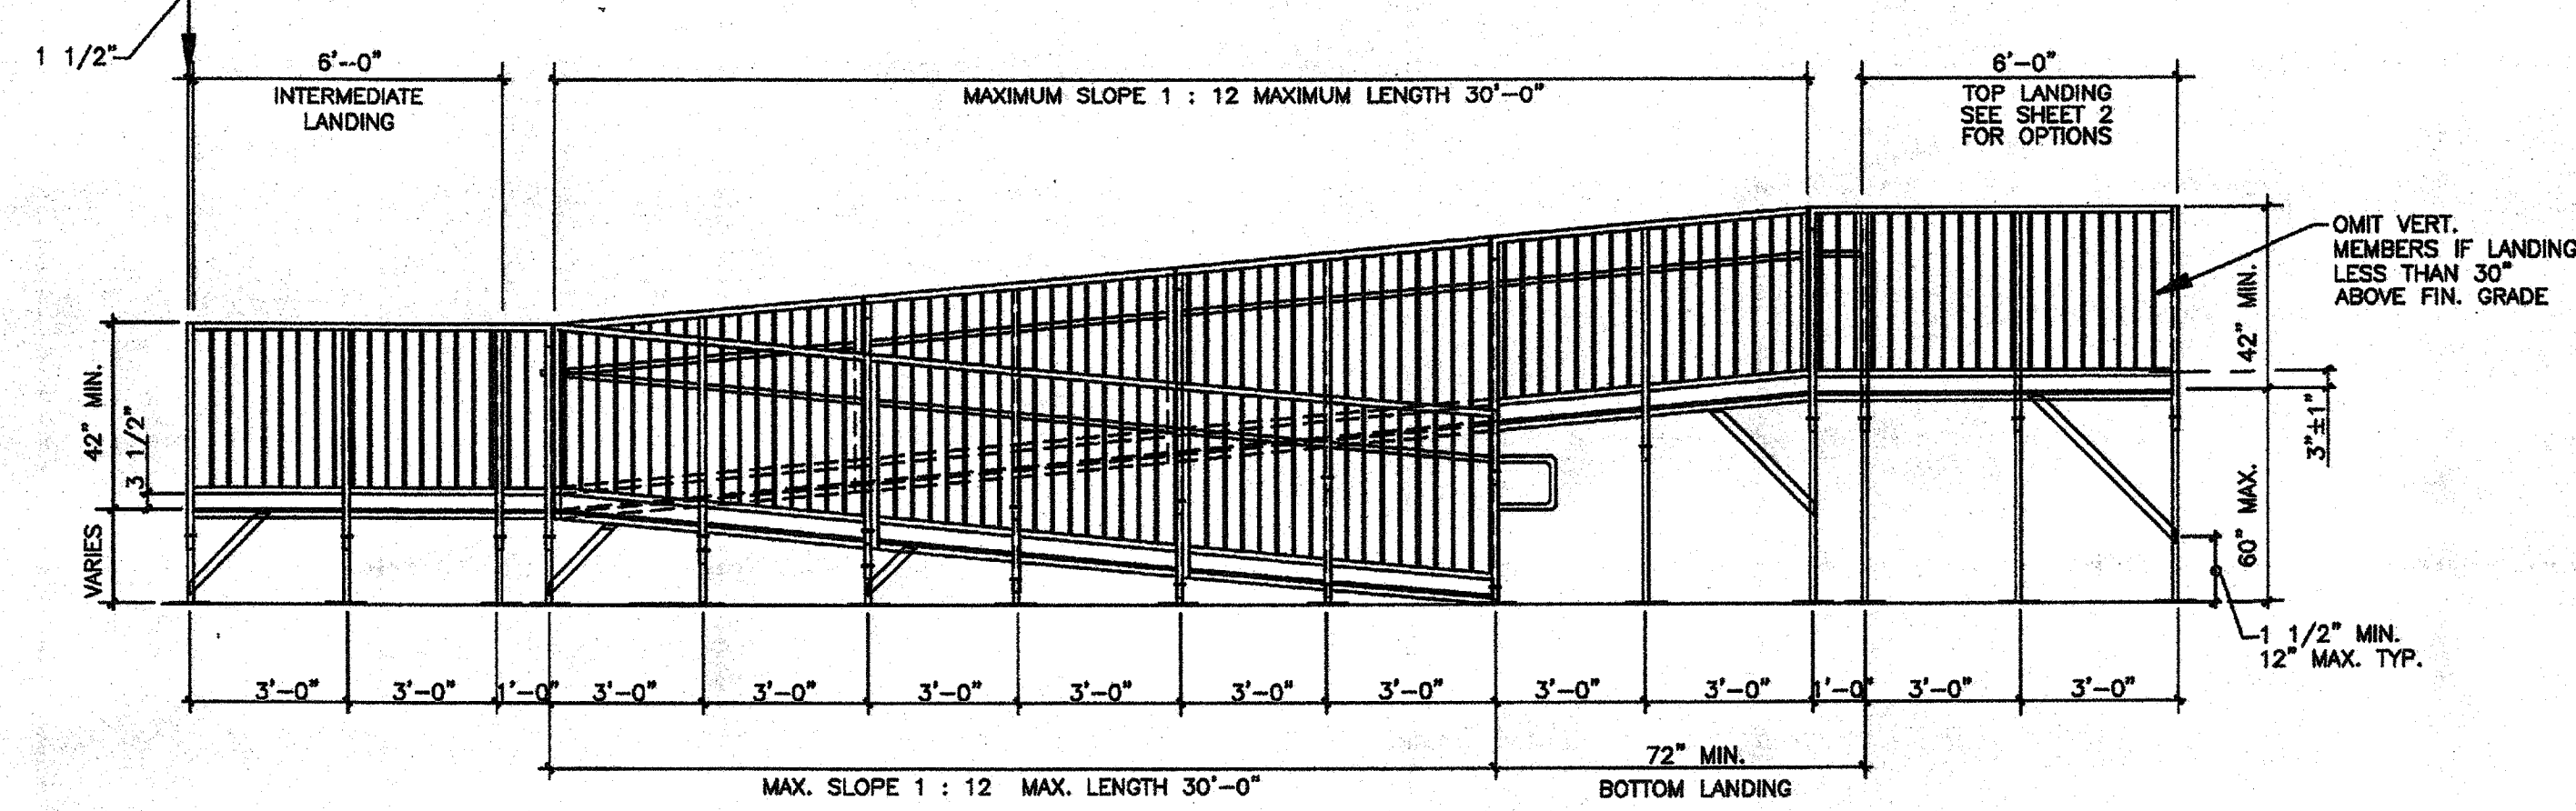 1 1/2"
6'-0"
INTERMEDIATE
LANDING
MAXIMUM SLOPE 1 : 12 MAXIMUM LENGTH 30'-0"
6'-0"
TOP LANDING
SEE SHEET 2
FOR OPTIONS
OMIT VERT.
MEMBERS IF LANDING
LESS THAN 30"
ABOVE FIN. GRADE
42" MIN.
3 1/2"
VARIES
42" MIN.
3"±1"
60" MAX.
1 1/2" MIN.
12" MAX. TYP.
3'-0" 3'-0" 1'-0" 3'-0" 3'-0" 3'-0" 3'-0" 3'-0" 3'-0" 3'-0" 3'-0" 1'-0" 3'-0" 3'-0"
72" MIN.
BOTTOM LANDING
MAX. SLOPE 1 : 12 MAX. LENGTH 30'-0"